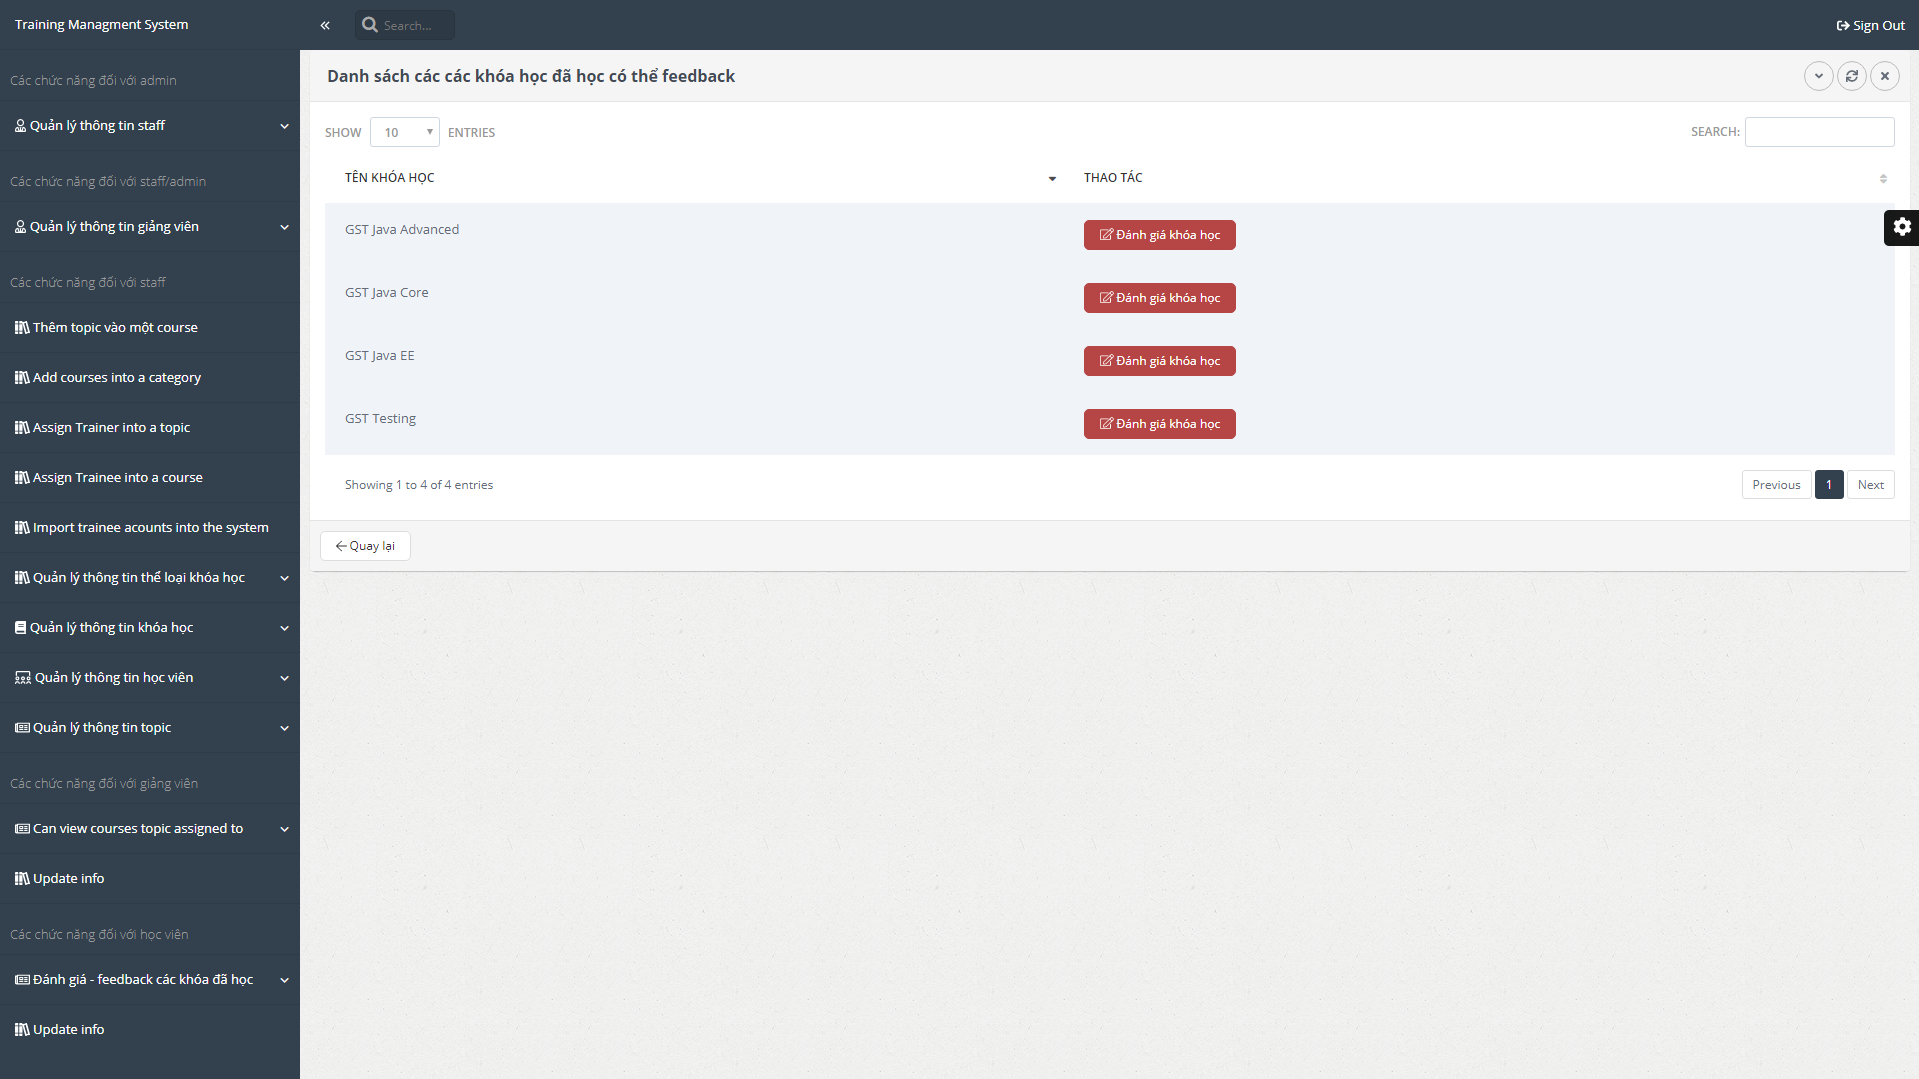 Training Managment System
Search...
Sign Out
Các chức năng đối với admin
Quản lý thông tin staff
Các chức năng đối với staff/admin
Quản lý thông tin giảng viên
Các chức năng đối với staff
Thêm topic vào một course
Add courses into a category
Assign Trainer into a topic
Assign Trainee into a course
Import trainee acounts into the system
Quản lý thông tin thể loại khóa học
Quản lý thông tin khóa học
Quản lý thông tin học viên
Quản lý thông tin topic
Các chức năng đối với giảng viên
Can view courses topic assigned to
Update info
Các chức năng đối với học viên
Đánh giá - feedback các khóa đã học
Update info
Danh sách các các khóa học đã học có thể feedback
SHOW 10 ENTRIES
SEARCH:
TÊN KHÓA HỌC THAO TÁC
GST Java Advanced Đánh giá khóa học
GST Java Core Đánh giá khóa học
GST Java EE Đánh giá khóa học
GST Testing Đánh giá khóa học
Showing 1 to 4 of 4 entries
Previous 1 Next
Quay lại